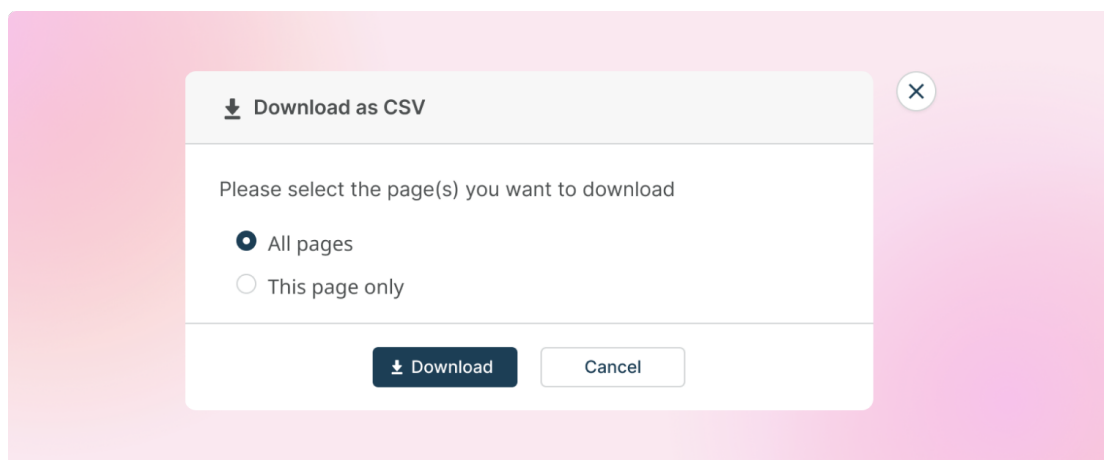 Download as CSV
Please select the page(s) you want to download
All pages
This page only
Download
Cancel